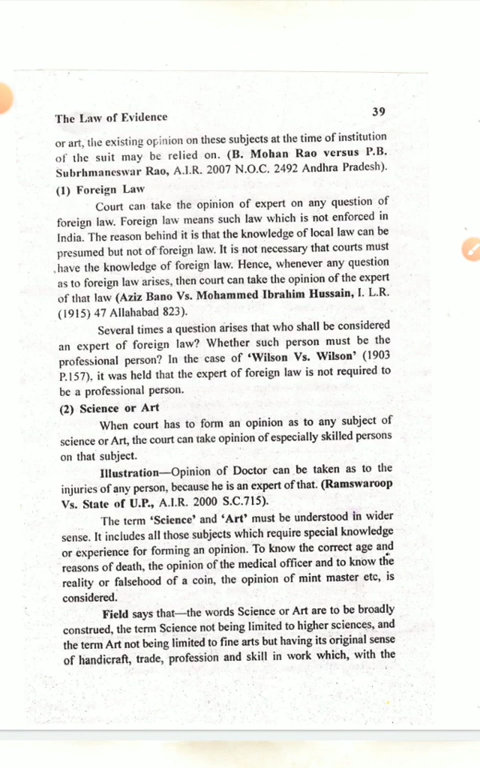 The Law of Evidence 39
or art, the existing opinion on these subjects at the time of institution
of the suit may be relied on. (B. Mohan Rao versus P.B.
Subrhmaneswar Rao, A.I.R. 2007 N.O.C. 2492 Andhra Pradesh).
(1) Foreign Law
Court can take the opinion of expert on any question of
foreign law. Foreign law means such law which is not enforced in
India. The reason behind it is that the knowledge of local law can be
presumed but not of foreign law. It is not necessary that courts must
have the knowledge of foreign law. Hence, whenever any question
as to foreign law arises, then court can take the opinion of the expert
of that law (Aziz Bano Vs. Mohammed Ibrahim Hussain, I. L.R.
(1915) 47 Allahabad 823).
Several times a question arises that who shall be considered
an expert of foreign law? Whether such person must be the
professional person? In the case of ‘Wilson Vs. Wilson’ (1903
P.157), it was held that the expert of foreign law is not required to
be a professional person.
(2) Science or Art
When court has to form an opinion as to any subject of
science or Art, the court can take opinion of especially skilled persons
on that subject.
Illustration—Opinion of Doctor can be taken as to the
injuries of any person, because he is an expert of that. (Ramswaroop
Vs. State of U.P., A.I.R. 2000 S.C.715).
The term ‘Science’ and ‘Art’ must be understood in wider
sense. It includes all those subjects which require special knowledge
or experience for forming an opinion. To know the correct age and
reasons of death, the opinion of the medical officer and to know the
reality or falsehood of a coin, the opinion of mint master etc, is
considered.
Field says that—the words Science or Art are to be broadly
construed, the term Science not being limited to higher sciences, and
the term Art not being limited to fine arts but having its original sense
of handicraft, trade, profession and skill in work which, with the